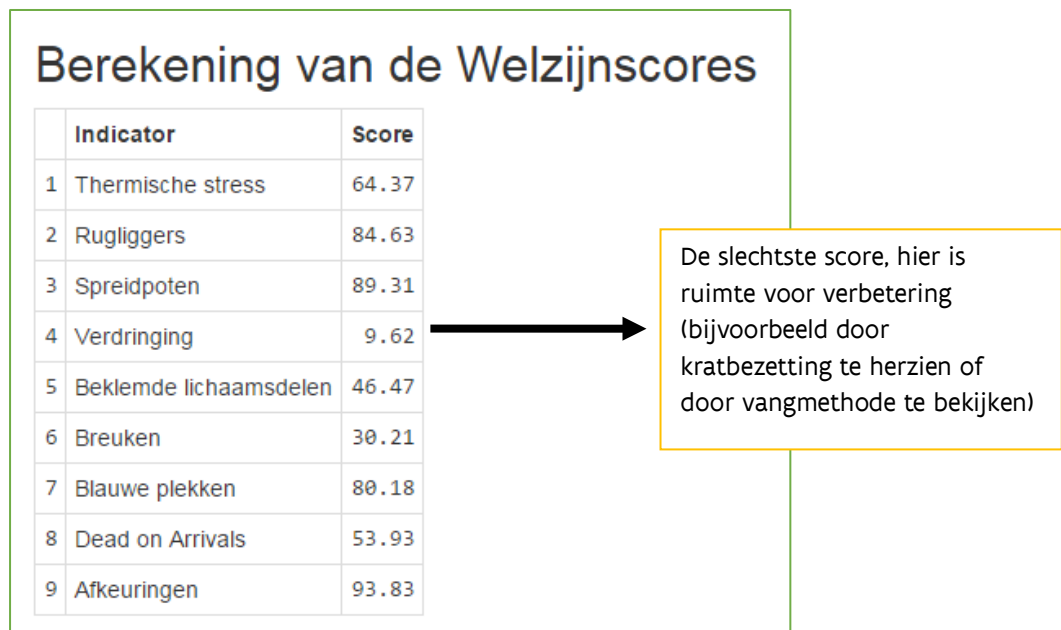 Berekening van de Welzijnscores
Indicator Score
1 Thermische stress 64.37
2 Rugliggers 84.63
3 Spreidpoten 89.31
4 Verdringing 9.62
5 Beklemde lichaamsdelen 46.47
6 Breuken 30.21
7 Blauwe plekken 80.18
8 Dead on Arrivals 53.93
9 Afkeuringen 93.83
De slechtste score, hier is
ruimte voor verbetering
(bijvoorbeeld door
kratbezetting te herzien of
door vangmethode te bekijken)